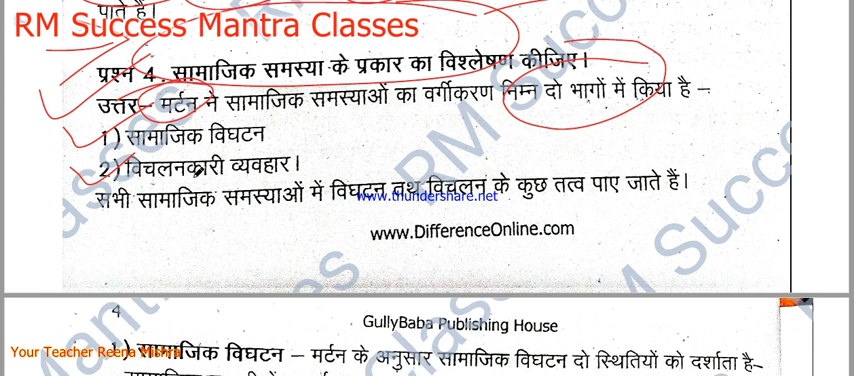 पाते हैं।
RM Success Mantra Classes
प्रश्न 4. सामाजिक समस्या के प्रकार का विश्लेषण कीजिए।
उत्तर– मर्टन ने सामाजिक समस्याओं का वर्गीकरण निम्न दो भागों में किया है –
1) सामाजिक विघटन
2) विचलनकारी व्यवहार।
सभी सामाजिक समस्याओं में विघटन तथ विचलन के कुछ तत्व पाए जाते हैं।
www.thundershare.net
www.DifferenceOnline.com
4
GullyBaba Publishing House
Your Teacher Reena Mishra
1) सामाजिक विघटन – मर्टन के अनुसार सामाजिक विघटन दो स्थितियों को दर्शाता है–